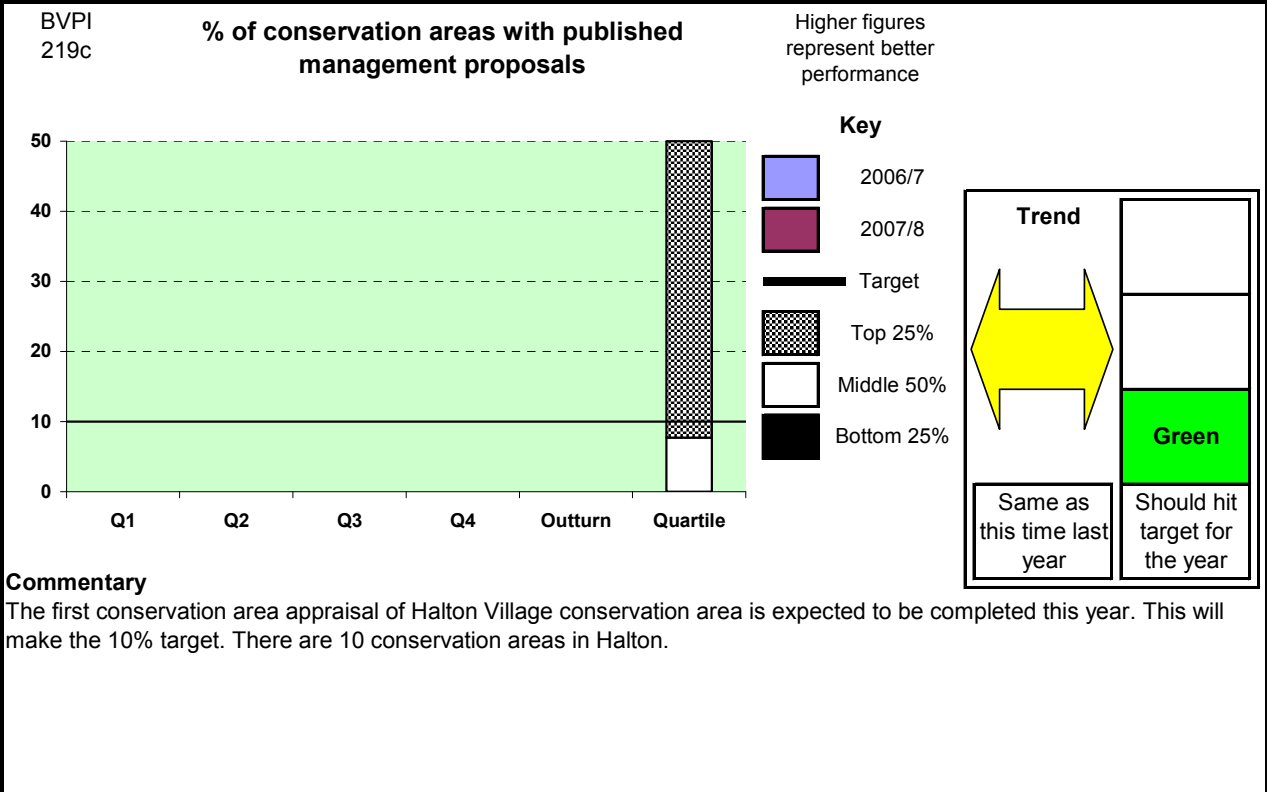 BVPI
219c
% of conservation areas with published
management proposals
Higher figures
represent better
performance
50
40
30
20
10
0
Q1 Q2 Q3 Q4 Outturn Quartile
Key
2006/7
2007/8
Target
Top 25%
Middle 50%
Bottom 25%
Trend
Green
Same as
this time last
year
Should hit
target for
the year
Commentary
The first conservation area appraisal of Halton Village conservation area is expected to be completed this year. This will
make the 10% target. There are 10 conservation areas in Halton.